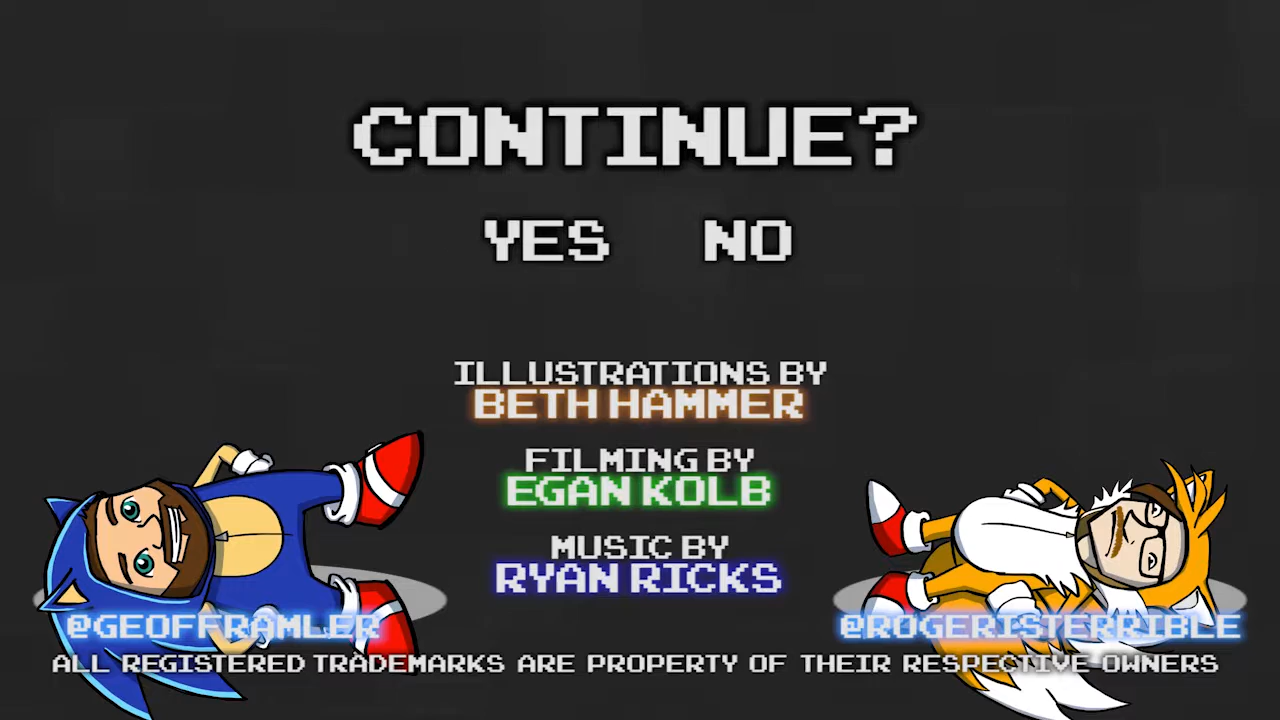 CONTINUE?
YES NO
ILLUSTRATIONS BY
BETH HAMMER
FILMING BY
EGAN KOLB
MUSIC BY
RYAN RICKS
@GEOFFRAMLER @ROGERISTERRIBLE
ALL REGISTERED TRADEMARKS ARE PROPERTY OF THEIR RESPECTIVE OWNERS